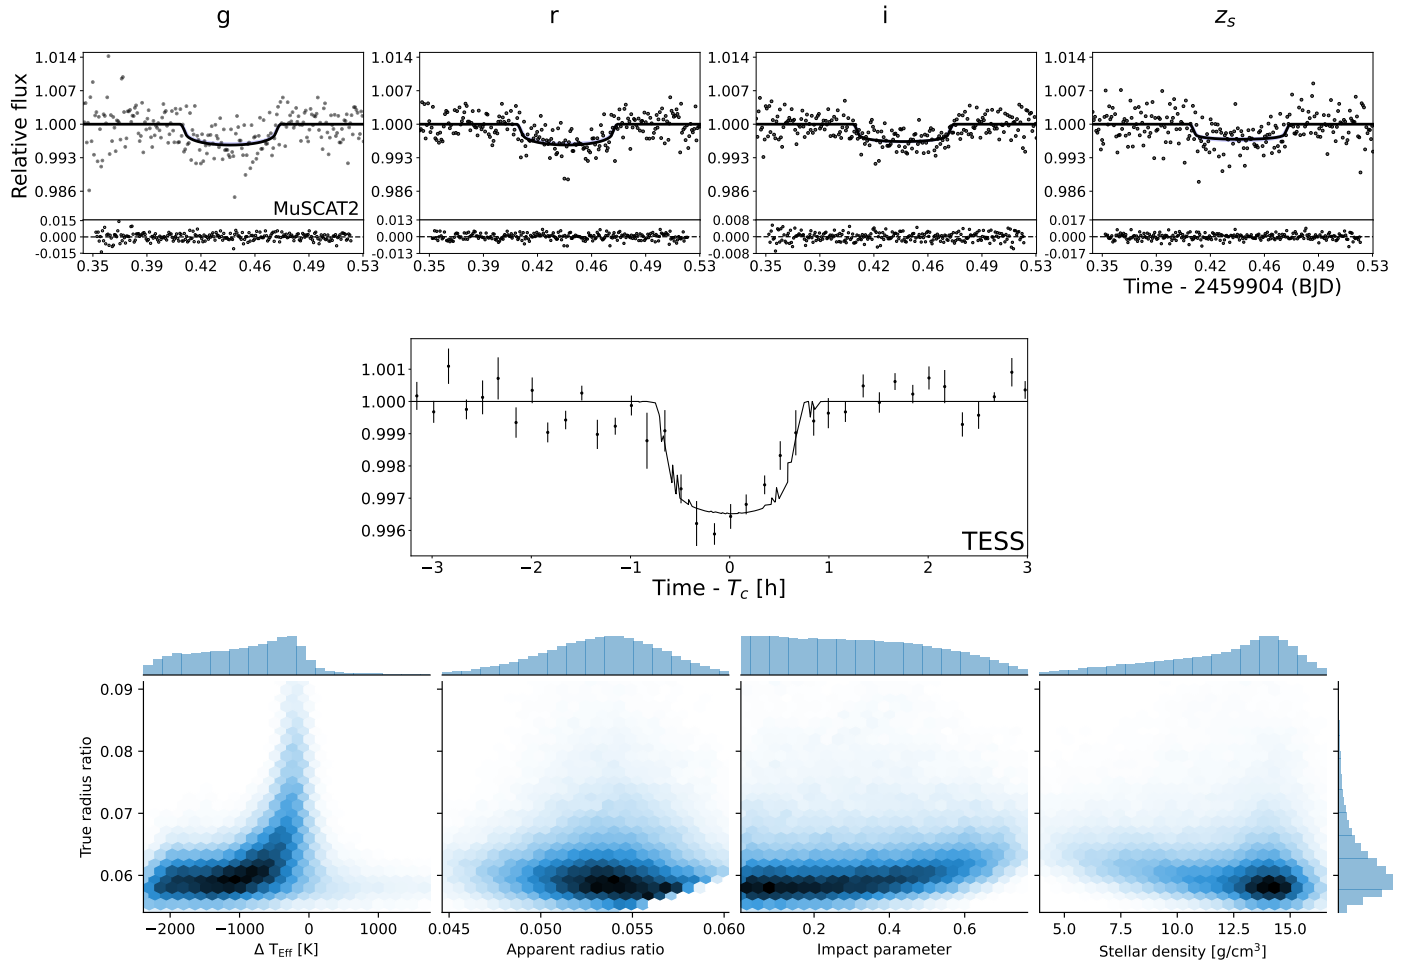 g r i z_s
Relative flux
1.014 1.014 1.014 1.014
1.007 1.007 1.007 1.007
1.000 1.000 1.000 1.000
0.993 0.993 0.993 0.993
0.986 0.986 0.986 0.986
MuSCAT2
0.015 0.013 0.008 0.017
0.000 0.000 0.000 0.000
-0.015 -0.013 -0.008 -0.017
0.35 0.39 0.42 0.46 0.49 0.53 0.35 0.39 0.42 0.46 0.49 0.53 0.35 0.39 0.42 0.46 0.49 0.53 0.35 0.39 0.42 0.46 0.49 0.53
Time - 2459904 (BJD)
1.001
1.000
0.999
0.998
0.997
0.996
TESS
−3 −2 −1 0 1 2 3
Time - T_c [h]
True radius ratio
0.09
0.08
0.07
0.06
−2000 −1000 0 1000 0.045 0.050 0.055 0.060 0.2 0.4 0.6 5.0 7.5 10.0 12.5 15.0
Δ T_Eff [K] Apparent radius ratio Impact parameter Stellar density [g/cm³]